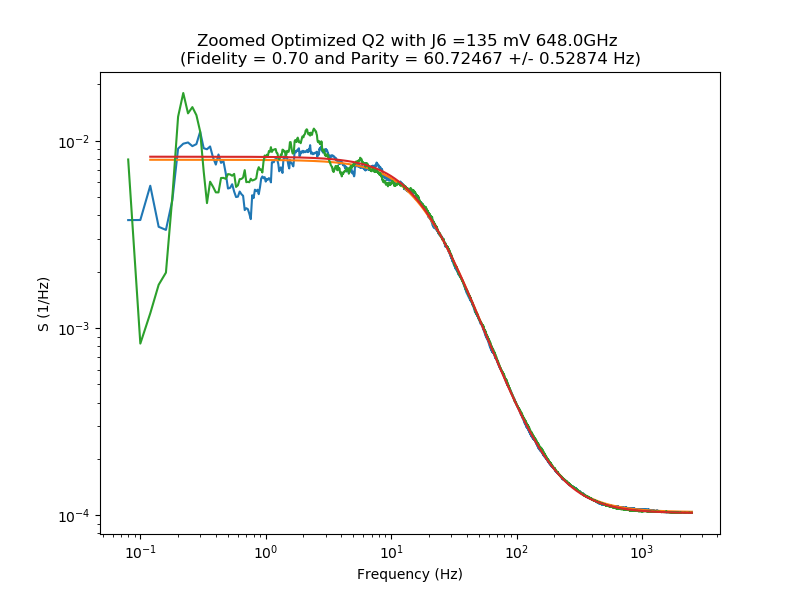 Zoomed Optimized Q2 with J6 =135 mV 648.0GHz
(Fidelity = 0.70 and Parity = 60.72467 +/- 0.52874 Hz)
S (1/Hz)
10⁻²
10⁻³
10⁻⁴
10⁻¹ 10⁰ 10¹ 10² 10³
Frequency (Hz)